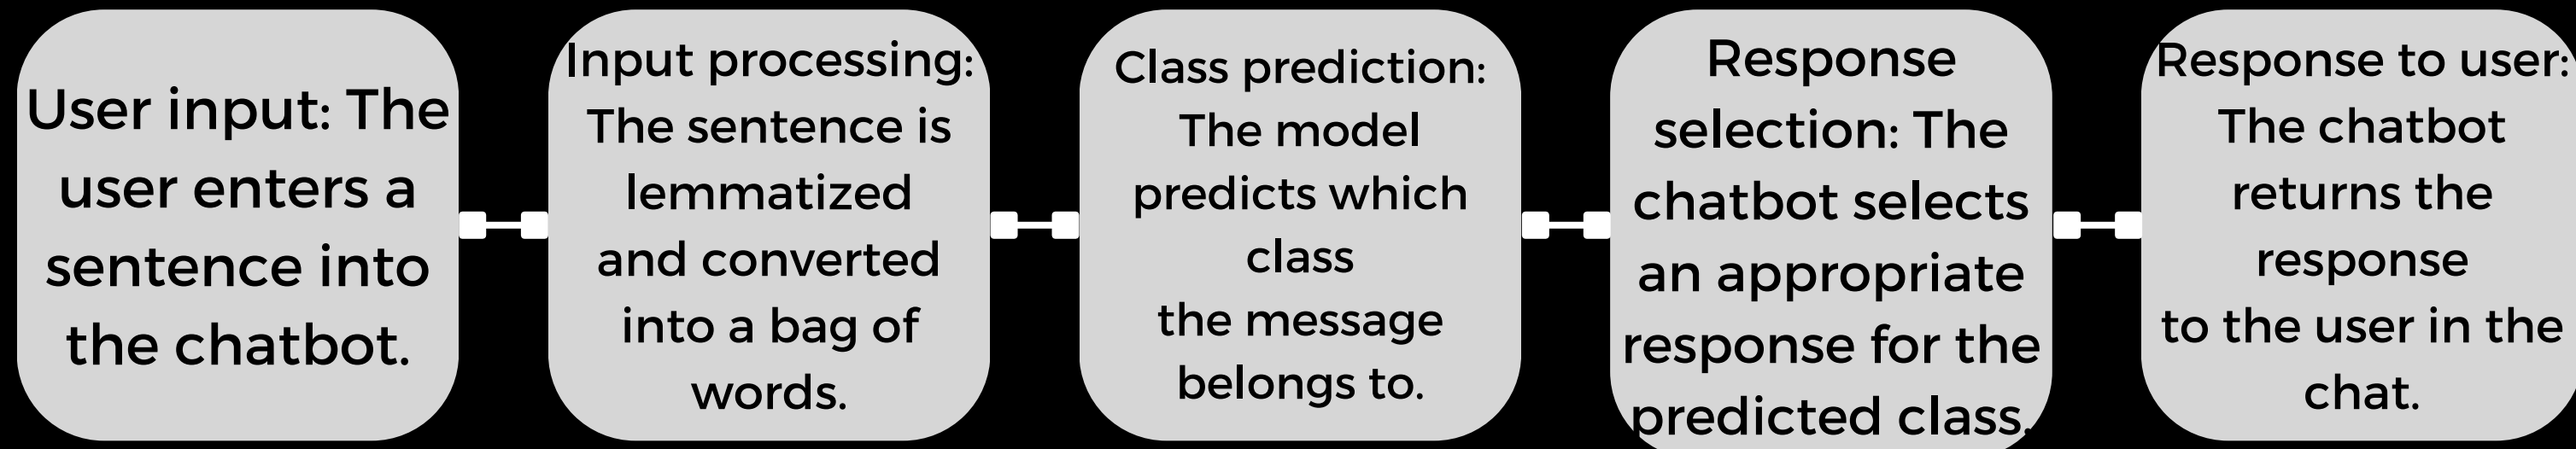 User input: The
user enters a
sentence into
the chatbot.
Input processing:
The sentence is
lemmatized
and converted
into a bag of
words.
Class prediction:
The model
predicts which
class
the message
belongs to.
Response
selection: The
chatbot selects
an appropriate
response for the
predicted class.
Response to user:
The chatbot
returns the
response
to the user in the
chat.